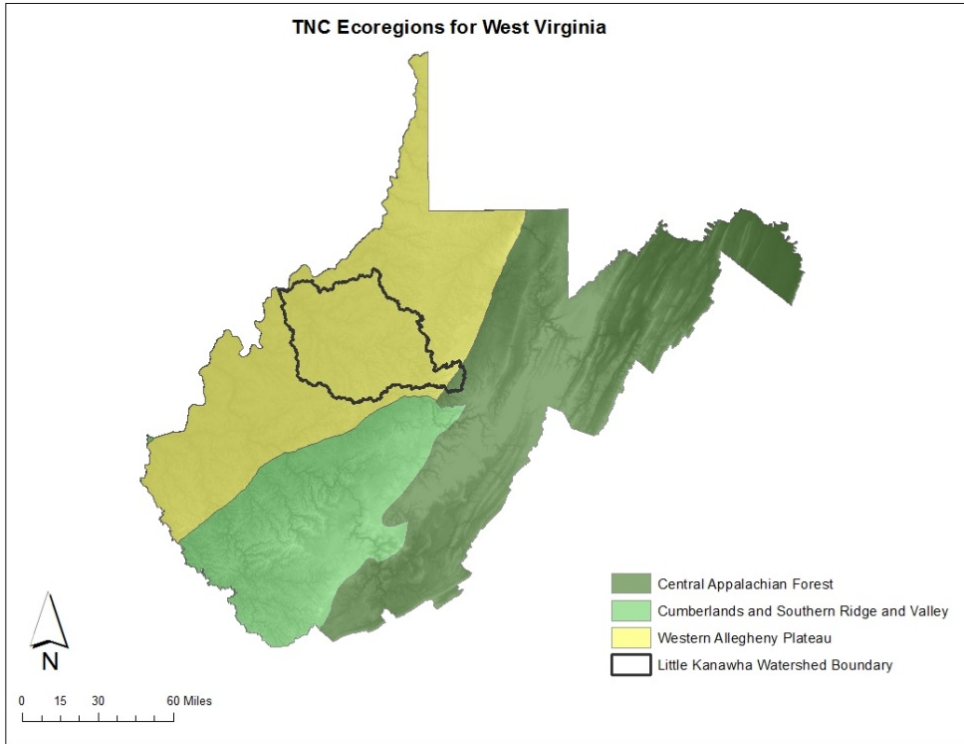 TNC Ecoregions for West Virginia
Central Appalachian Forest
Cumberlands and Southern Ridge and Valley
Western Allegheny Plateau
Little Kanawha Watershed Boundary
N
0 15 30 60 Miles